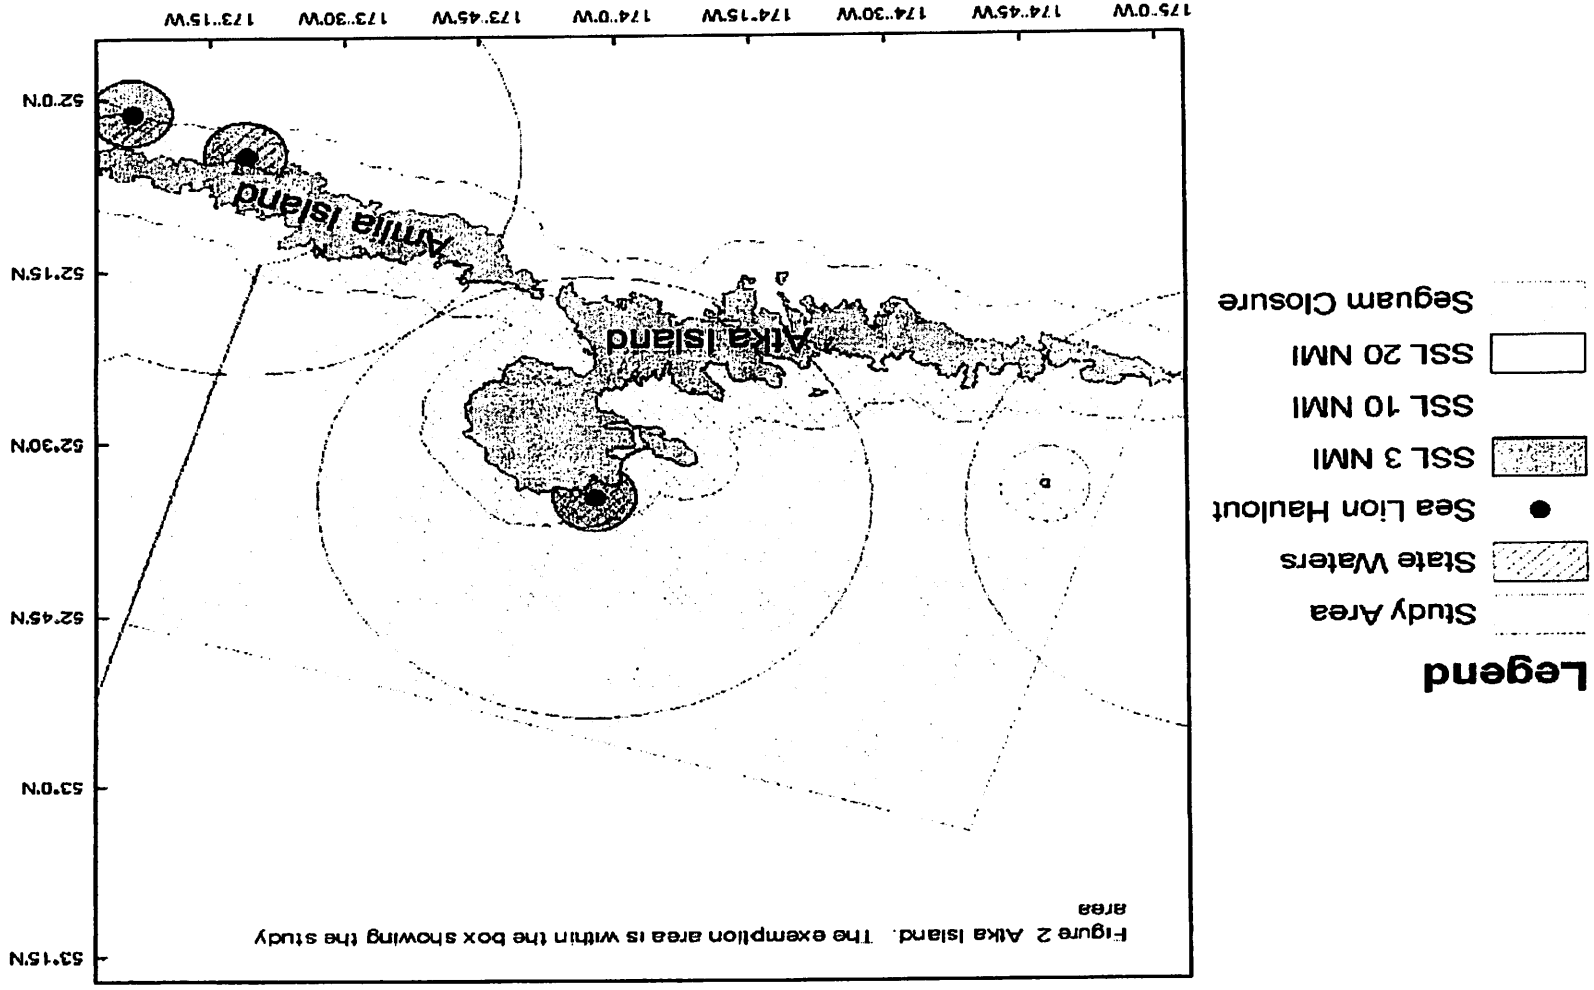 Figure 2 Atka Island. The exemption area is within the box showing the study
area
53°15'N
53°0'N
52°45'N
52°30'N
52°15'N
52°0'N
Legend
Study Area
State Waters
Sea Lion Haulout
SSL 3 NMI
SSL 10 NMI
SSL 20 NMI
Seguam Closure
Atka Island
Amlia Island
175°0'W
174°45'W
174°30'W
174°15'W
174°0'W
173°45'W
173°30'W
173°15'W